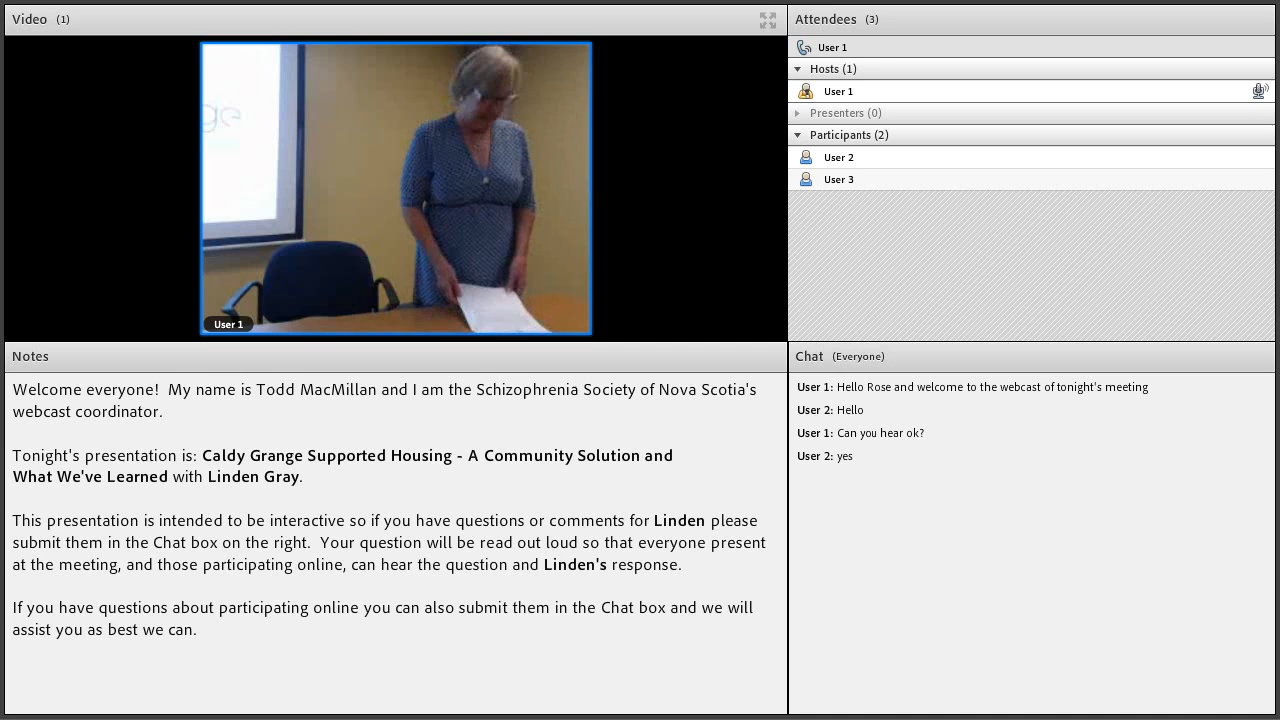 Video (1)
ge
User 1
Attendees (3)
User 1
Hosts (1)
User 1
Presenters (0)
Participants (2)
User 2
User 3
Notes
Welcome everyone!  My name is Todd MacMillan and I am the Schizophrenia Society of Nova Scotia's
webcast coordinator.
Tonight's presentation is: Caldy Grange Supported Housing - A Community Solution and
What We've Learned with Linden Gray.
This presentation is intended to be interactive so if you have questions or comments for Linden please
submit them in the Chat box on the right.  Your question will be read out loud so that everyone present
at the meeting, and those participating online, can hear the question and Linden's response.
If you have questions about participating online you can also submit them in the Chat box and we will
assist you as best we can.
Chat (Everyone)
User 1: Hello Rose and welcome to the webcast of tonight's meeting
User 2: Hello
User 1: Can you hear ok?
User 2: yes